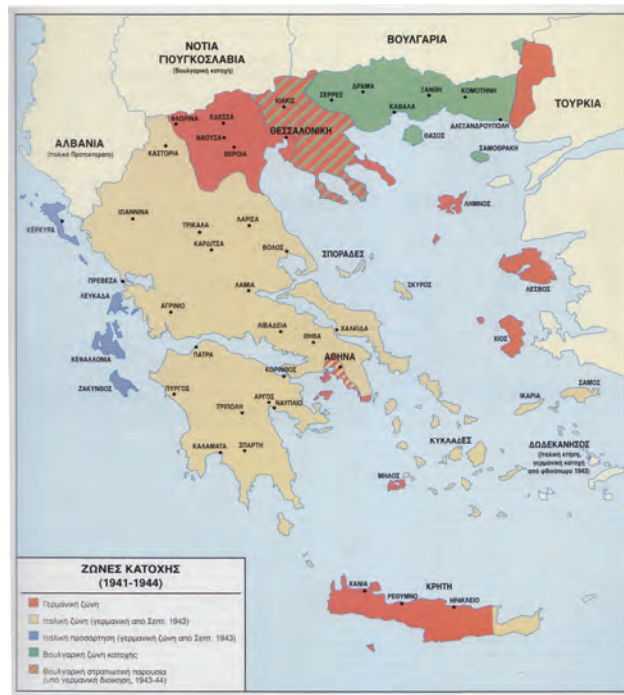 ΒΟΥΛΓΑΡΙΑ
ΝΟΤΙΑ
ΓΙΟΥΓΚΟΣΛΑΒΙΑ
(Βουλγαρική κατοχή)
ΤΟΥΡΚΙΑ
ΑΛΒΑΝΙΑ
(Ιταλικό Προτεκτοράτο)
ΦΛΩΡΙΝΑ
ΕΔΕΣΣΑ
ΝΑΟΥΣΑ
ΒΕΡΟΙΑ
ΚΑΣΤΟΡΙΑ
ΚΙΛΚΙΣ
ΘΕΣΣΑΛΟΝΙΚΗ
ΣΕΡΡΕΣ
ΔΡΑΜΑ
ΚΑΒΑΛΑ
ΞΑΝΘΗ
ΚΟΜΟΤΗΝΗ
ΑΛΕΞΑΝΔΡΟΥΠΟΛΗ
ΘΑΣΟΣ
ΣΑΜΟΘΡΑΚΗ
ΛΗΜΝΟΣ
ΚΕΡΚΥΡΑ
ΙΩΑΝΝΙΝΑ
ΤΡΙΚΑΛΑ
ΛΑΡΙΣΑ
ΚΑΡΔΙΤΣΑ
ΒΟΛΟΣ
ΣΠΟΡΑΔΕΣ
ΣΚΥΡΟΣ
ΛΕΣΒΟΣ
ΠΡΕΒΕΖΑ
ΛΕΥΚΑΔΑ
ΛΑΜΙΑ
ΑΓΡΙΝΙΟ
ΛΙΒΑΔΕΙΑ
ΘΗΒΑ
ΧΑΛΚΙΔΑ
ΧΙΟΣ
ΚΕΦΑΛΛΟΝΙΑ
ΠΑΤΡΑ
ΑΘΗΝΑ
ΚΟΡΙΝΘΟΣ
ΖΑΚΥΝΘΟΣ
ΠΥΡΓΟΣ
ΑΡΓΟΣ
ΝΑΥΠΛΙΟ
ΤΡΙΠΟΛΗ
ΙΚΑΡΙΑ
ΣΑΜΟΣ
ΚΑΛΑΜΑΤΑ
ΣΠΑΡΤΗ
ΚΥΚΛΑΔΕΣ
ΜΗΛΟΣ
ΔΩΔΕΚΑΝΗΣΟΣ
(Ιταλική κτήση,
γερμανική κατοχή
από φθινόπωρο 1943)
ΚΡΗΤΗ
ΧΑΝΙΑ
ΡΕΘΥΜΝΟ
ΗΡΑΚΛΕΙΟ
ΖΩΝΕΣ ΚΑΤΟΧΗΣ
(1941-1944)
Γερμανική ζώνη
Ιταλική ζώνη (γερμανική από Σεπτ. 1943)
Ιταλική προσάρτηση (γερμανική ζώνη από Σεπτ. 1943)
Βουλγαρική ζώνη κατοχής
Βουλγαρική στρατιωτική παρουσία
(υπό γερμανική διοίκηση, 1943-44)